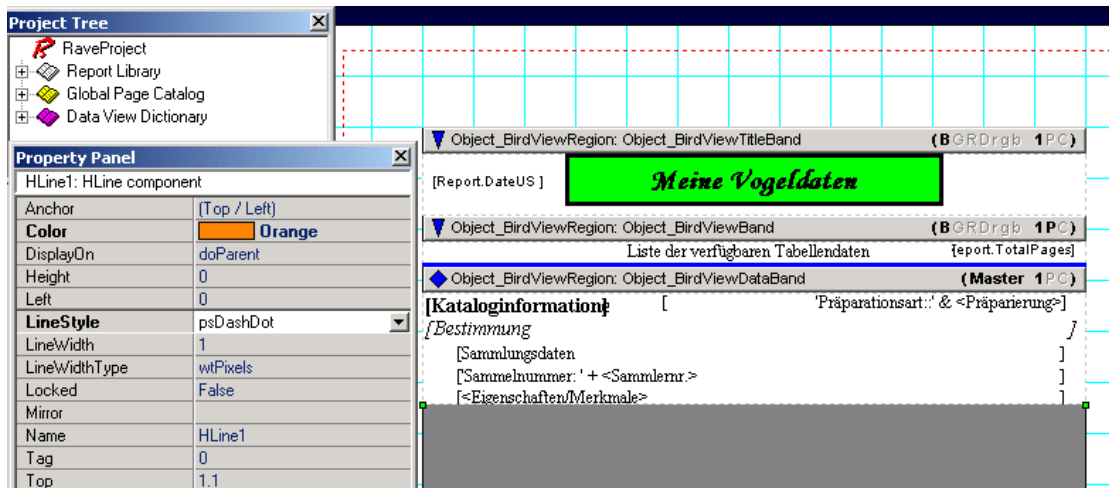 Project Tree
RaveProject
Report Library
Global Page Catalog
Data View Dictionary
Property Panel
HLine1: HLine component
Anchor (Top / Left)
Color Orange
DisplayOn doParent
Height 0
Left 0
LineStyle psDashDot
LineWidth 1
LineWidthType wtPixels
Locked False
Mirror
Name HLine1
Tag 0
Top 1.1
Object_BirdViewRegion: Object_BirdViewTitleBand (BGRDrgb 1PC)
[Report.DateUS ] Meine Vogeldaten
Object_BirdViewRegion: Object_BirdViewBand (BGRDrgb 1PC)
Liste der verfügbaren Tabellendaten {eport.TotalPages]
Object_BirdViewRegion: Object_BirdViewDataBand (Master 1PC)
[Kataloginformation] [ 'Präparationsart::' & <Präparierung>]
[Bestimmung ]
[Sammlungsdaten ]
['Sammelnummer: ' + <Sammlernr.> ]
[<Eigenschaften/Merkmale> ]